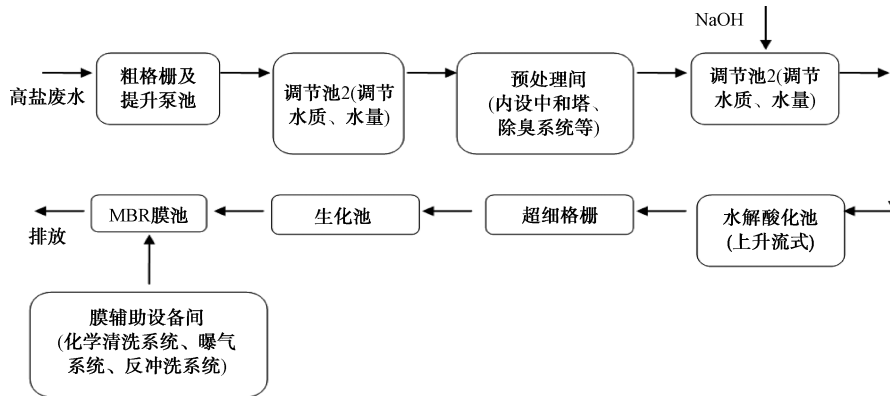 NaOH
高盐废水
粗格栅及
提升泵池
调节池2(调节
水质、水量)
预处理间
(内设中和塔、
除臭系统等)
调节池2(调节
水质、水量)
排放
MBR膜池
生化池
超细格栅
水解酸化池
(上升流式)
膜辅助设备间
(化学清洗系统、曝气
系统、反冲洗系统)